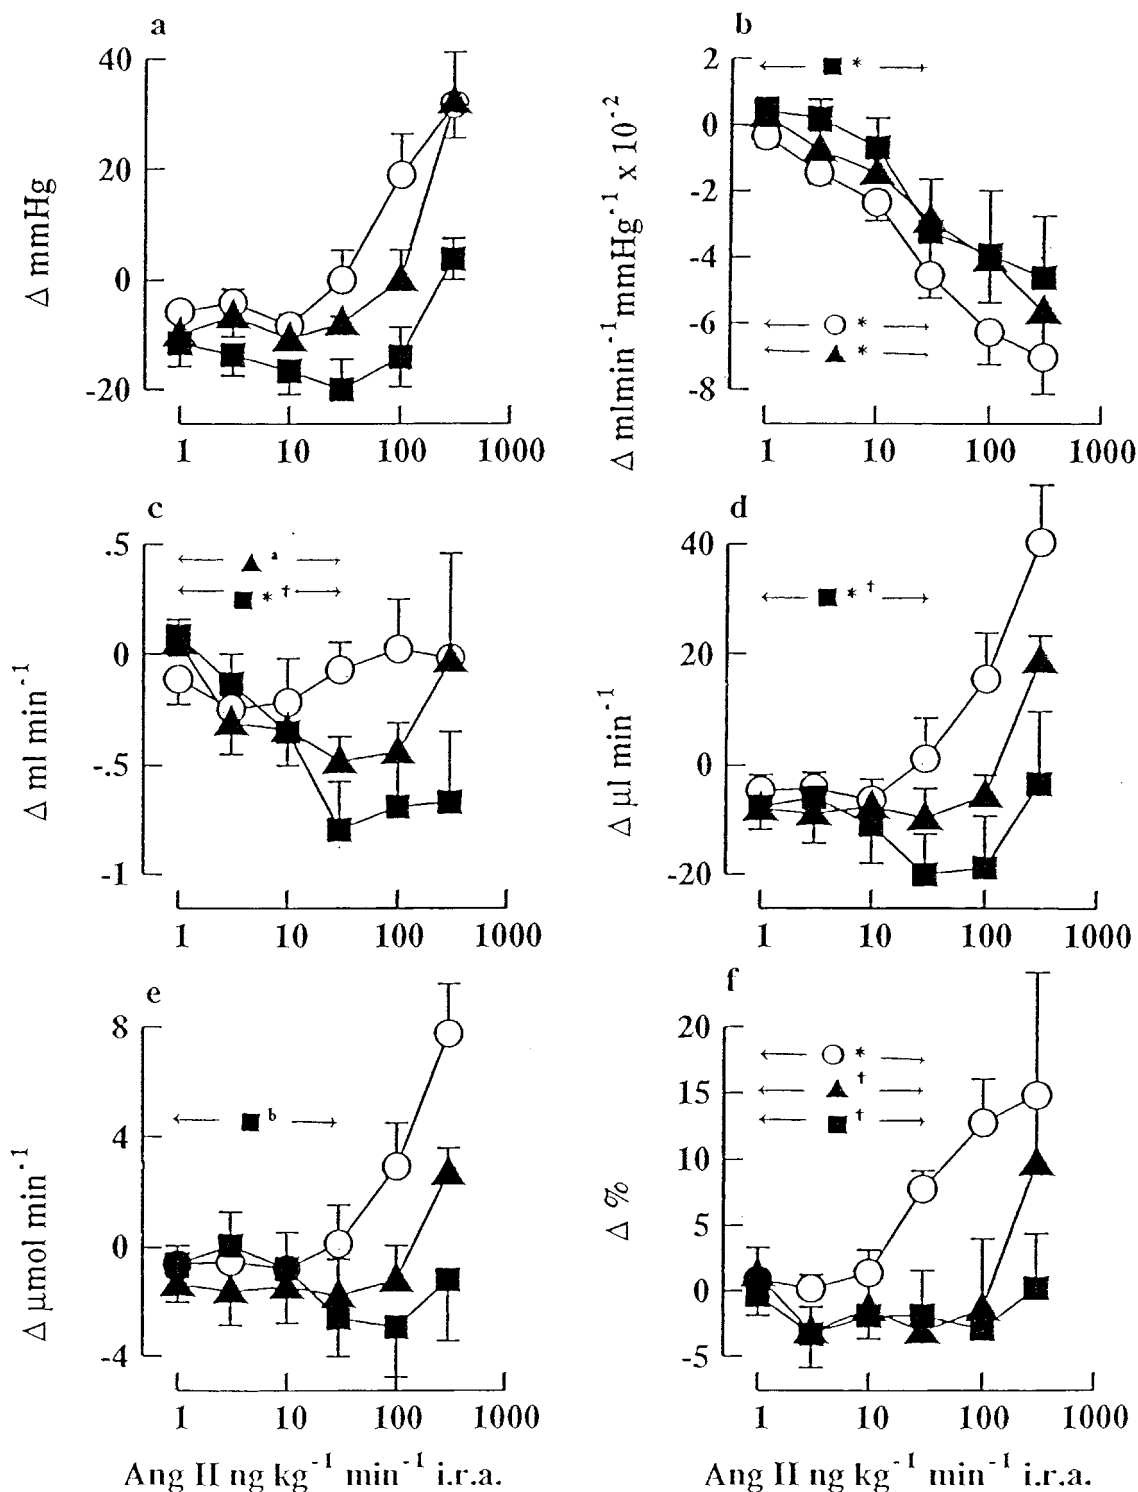 a
40
20
0
-20
Δ mmHg
1 10 100 1000
b
2
0
-2
-4
-6
-8
Δ mlmin⁻¹ mmHg⁻¹ x 10⁻²
*
*
*
1 10 100 1000
c
.5
0
-.5
-1
Δ ml min⁻¹
a
* †
1 10 100 1000
d
40
20
0
-20
Δ µl min⁻¹
* †
1 10 100 1000
e
8
4
0
-4
Δ µmol min⁻¹
b
1 10 100 1000
Ang II ng kg⁻¹ min⁻¹ i.r.a.
f
20
15
10
5
0
-5
Δ %
*
†
†
1 10 100 1000
Ang II ng kg⁻¹ min⁻¹ i.r.a.